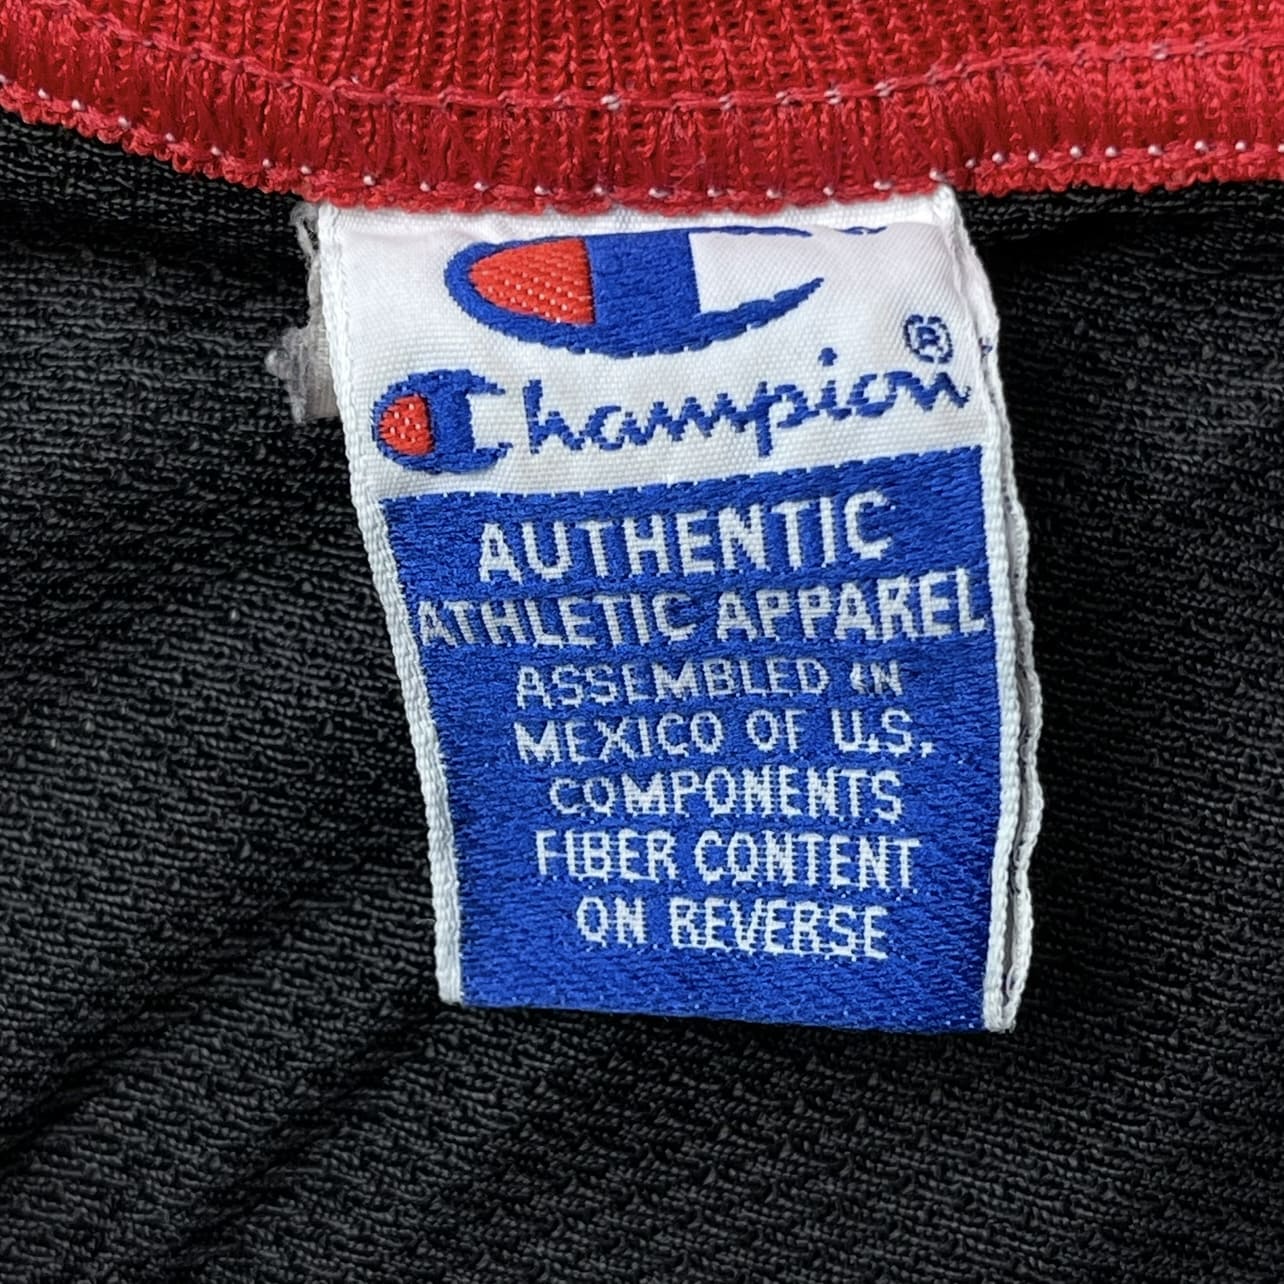 Champion®
AUTHENTIC
ATHLETIC APPAREL
ASSEMBLED IN
MEXICO OF U.S.
COMPONENTS
FIBER CONTENT
ON REVERSE